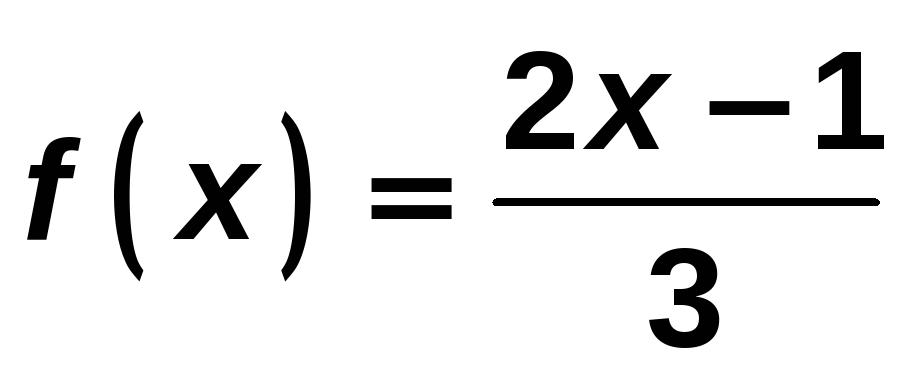 f(x) = (2x − 1)/3